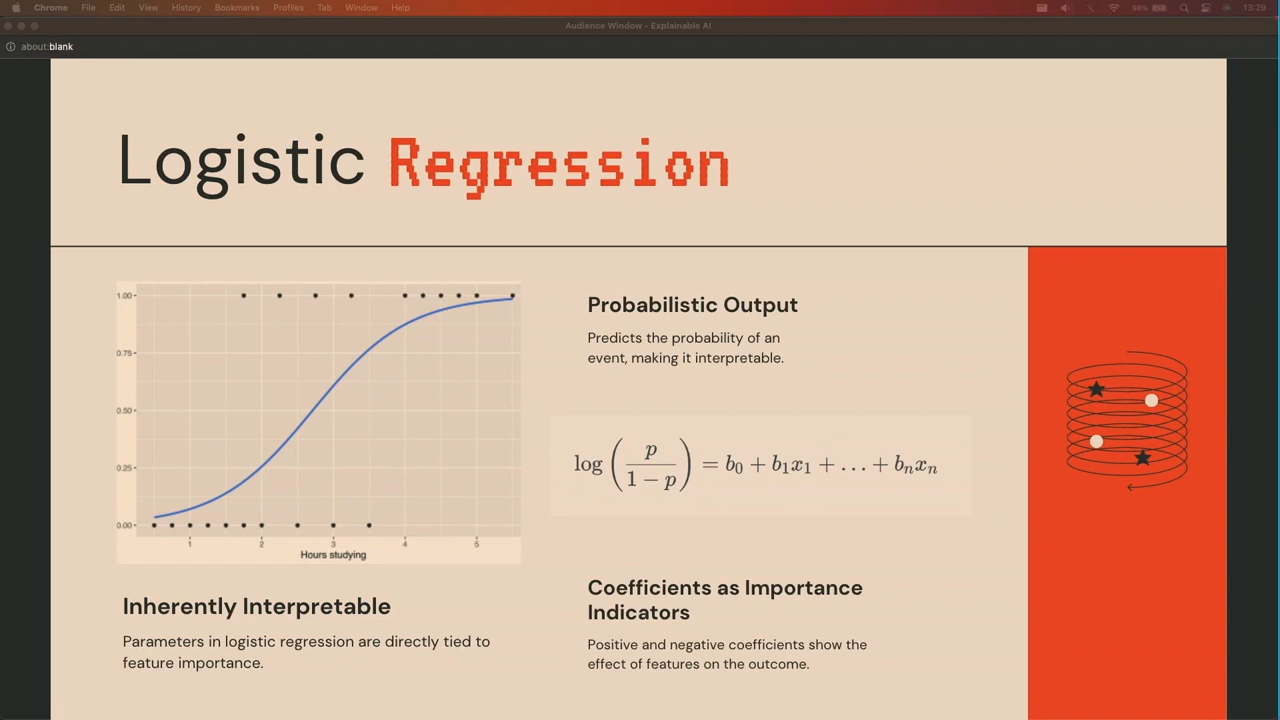 Chrome File Edit View History Bookmarks Profiles Tab Window Help 98% 13:29
Audience Window - Explainable AI
about:blank
Logistic Regression
1.00
0.75
0.50
0.25
0.00
1 2 3 4 5
Hours studying
Inherently Interpretable
Parameters in logistic regression are directly tied to
feature importance.
Probabilistic Output
Predicts the probability of an
event, making it interpretable.
log(p/(1 − p)) = b₀ + b₁x₁ + … + bₙxₙ
Coefficients as Importance
Indicators
Positive and negative coefficients show the
effect of features on the outcome.